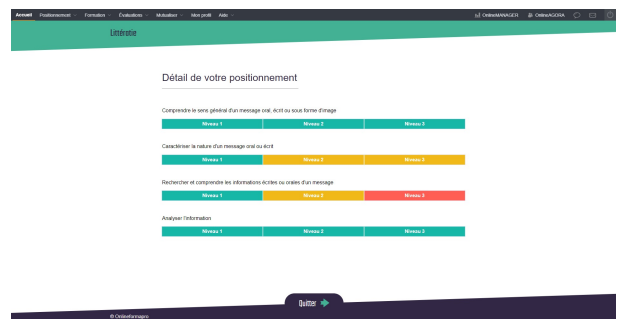 Accueil Positionnement Formation Évaluations Mutualiser Mon profil Aide OnlineMANAGER OnlineAGORA
Littératie
Détail de votre positionnement
Comprendre le sens général d'un message oral, écrit ou sous forme d'image
Niveau 1 Niveau 2 Niveau 3
Caractériser la nature d'un message oral ou écrit
Niveau 1 Niveau 2 Niveau 3
Rechercher et comprendre les informations écrites ou orales d'un message
Niveau 1 Niveau 2 Niveau 3
Analyser l'information
Niveau 1 Niveau 2 Niveau 3
Quitter
© Onlineformapro